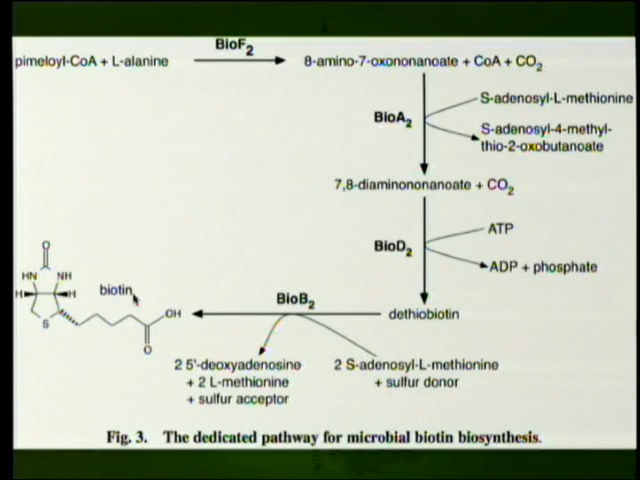 BioF2
pimeloyl-CoA + L-alanine
8-amino-7-oxononanoate + CoA + CO2
BioA2
S-adenosyl-L-methionine
S-adenosyl-4-methyl-
thio-2-oxobutanoate
7,8-diaminononanoate + CO2
BioD2
ATP
ADP + phosphate
O
HN NH
H H
S
biotin
OH
O
BioB2
dethiobiotin
2 5'-deoxyadenosine
+ 2 L-methionine
+ sulfur acceptor
2 S-adenosyl-L-methionine
+ sulfur donor
Fig. 3. The dedicated pathway for microbial biotin biosynthesis.